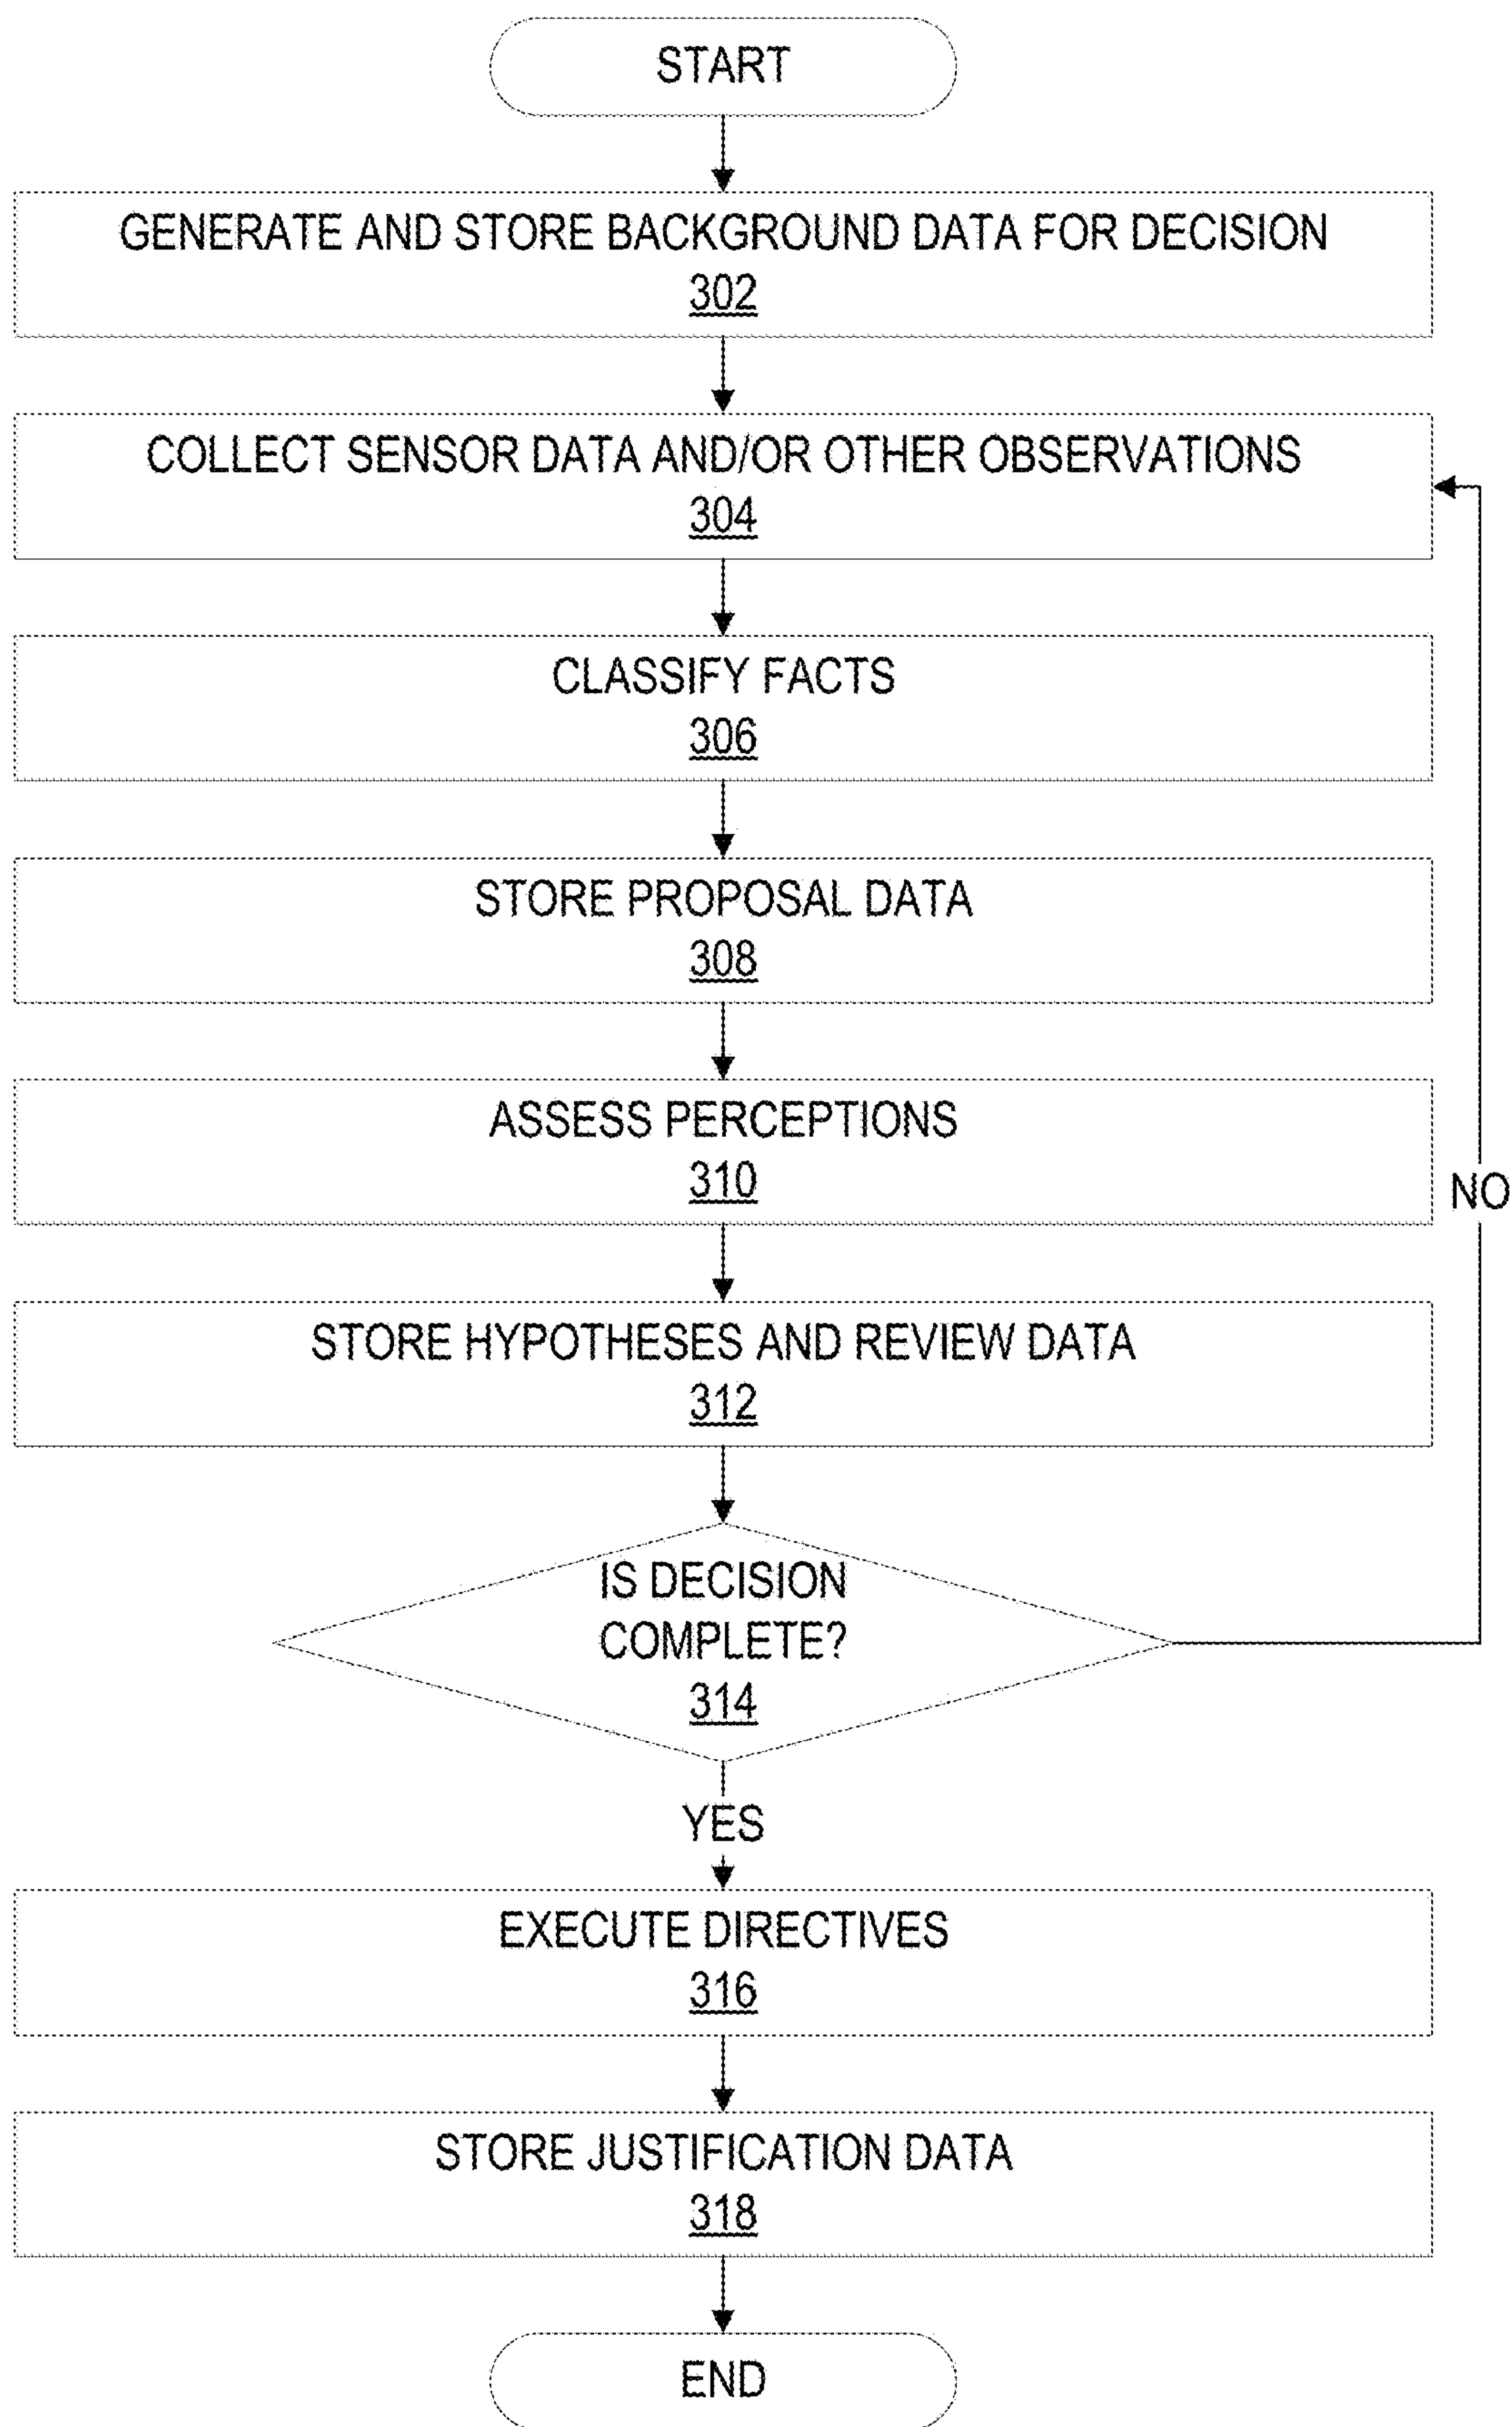 START
GENERATE AND STORE BACKGROUND DATA FOR DECISION
302
COLLECT SENSOR DATA AND/OR OTHER OBSERVATIONS
304
CLASSIFY FACTS
306
STORE PROPOSAL DATA
308
ASSESS PERCEPTIONS
310
NO
STORE HYPOTHESES AND REVIEW DATA
312
IS DECISION
COMPLETE?
314
YES
EXECUTE DIRECTIVES
316
STORE JUSTIFICATION DATA
318
END